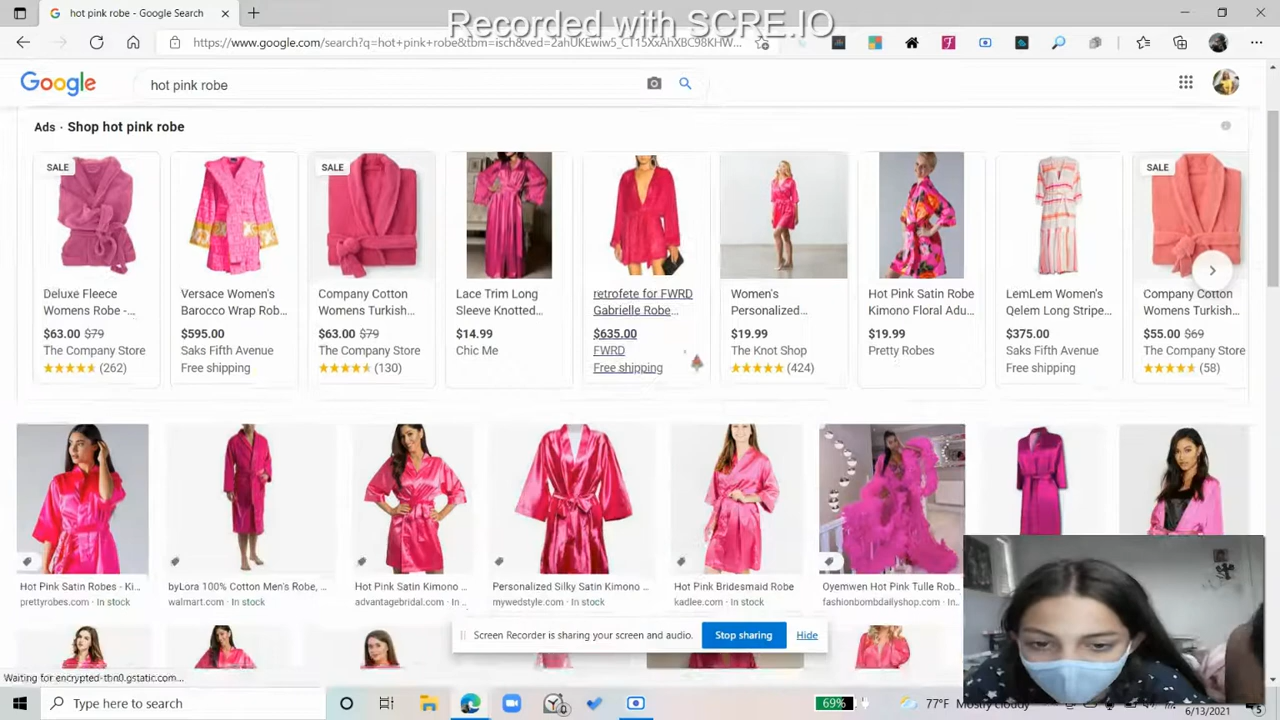 Recorded with SCRE.IO
hot pink robe - Google Search
https://www.google.com/search?q=hot+pink+robe&tbm=isch&ved=2ahUKEwiw5_CT15XxAhXBC98KHW...
Google
hot pink robe
Ads · Shop hot pink robe
SALE
Deluxe Fleece
Womens Robe -...
$63.00 $79
The Company Store
(262)
Versace Women's
Barocco Wrap Rob...
$595.00
Saks Fifth Avenue
Free shipping
SALE
Company Cotton
Womens Turkish...
$63.00 $79
The Company Store
(130)
Lace Trim Long
Sleeve Knotted...
$14.99
Chic Me
retrofete for FWRD
Gabrielle Robe...
$635.00
FWRD
Free shipping
Women's
Personalized...
$19.99
The Knot Shop
(424)
Hot Pink Satin Robe
Kimono Floral Adu...
$19.99
Pretty Robes
LemLem Women's
Qelem Long Stripe...
$375.00
Saks Fifth Avenue
Free shipping
SALE
Company Cotton
Womens Turkish...
$55.00 $69
The Company Store
(58)
Hot Pink Satin Robes - Ki...
prettyrobes.com · In stock
byLora 100% Cotton Men's Robe, ...
walmart.com · In stock
Hot Pink Satin Kimono ...
advantagebridal.com · In ...
Personalized Silky Satin Kimono ...
mywedstyle.com · In stock
Hot Pink Bridesmaid Robe
kadlee.com · In stock
Oyemwen Hot Pink Tulle Rob...
fashionbombdailyshop.com · In...
Screen Recorder is sharing your screen and audio.
Stop sharing
Hide
Waiting for encrypted-tbn0.gstatic.com...
Type here to search
69%
77°F Mostly cloudy
6/13/2021
5